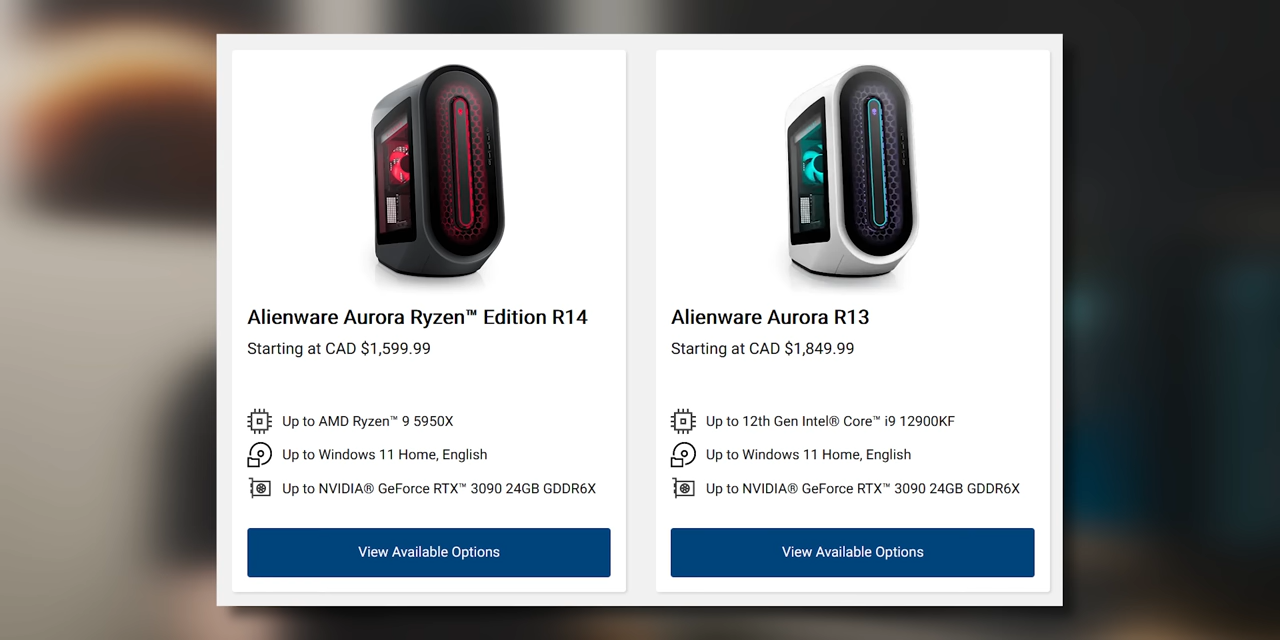 Alienware Aurora Ryzen™ Edition R14
Starting at CAD $1,599.99
Up to AMD Ryzen™ 9 5950X
Up to Windows 11 Home, English
Up to NVIDIA® GeForce RTX™ 3090 24GB GDDR6X
View Available Options
Alienware Aurora R13
Starting at CAD $1,849.99
Up to 12th Gen Intel® Core™ i9 12900KF
Up to Windows 11 Home, English
Up to NVIDIA® GeForce RTX™ 3090 24GB GDDR6X
View Available Options